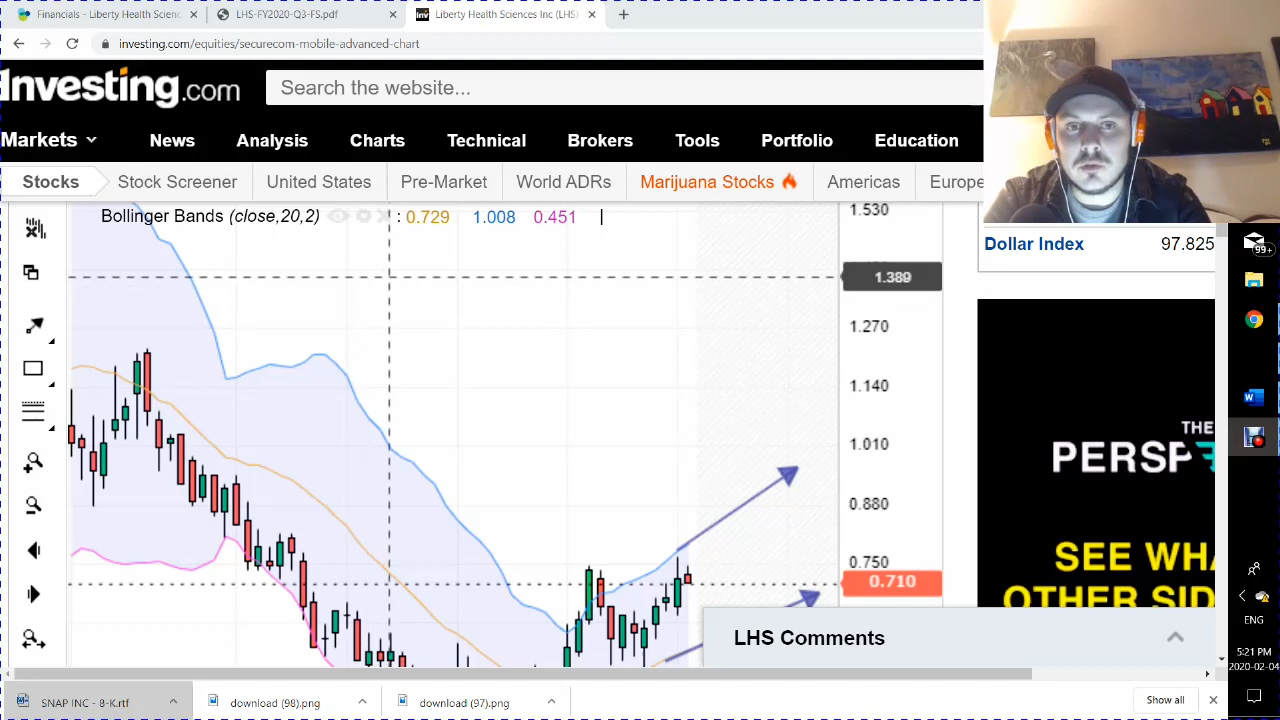 Financials - Liberty Health Scienc
LHS-FY2020-Q3-FS.pdf
Inv
Liberty Health Sciences Inc (LHS)
investing.com/equities/securecom-mobile-advanced-chart
Investing.com
Search the website...
Markets
News
Analysis
Charts
Technical
Brokers
Tools
Portfolio
Education
Stocks
Stock Screener
United States
Pre-Market
World ADRs
Marijuana Stocks
Americas
Europe
Bollinger Bands (close,20,2) : 0.729 1.008 0.451
1.530
1.389
1.270
1.140
1.010
0.880
0.750
0.710
Dollar Index 97.825
99+
THE
PERSP
SEE WHA
OTHER SID
LHS Comments
ENG
5:21 PM
2020-02-04
SNAP INC - 8-K.rtf
download (98).png
download (97).png
Show all